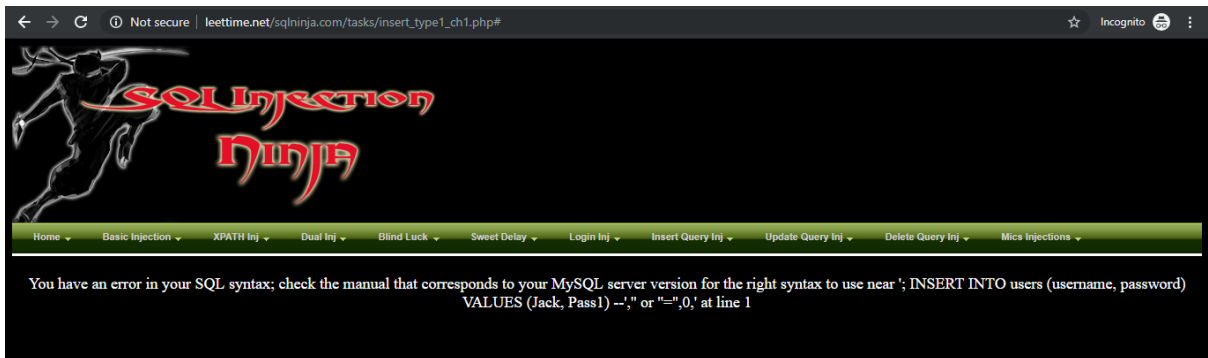 Not secure | leettime.net/sqlninja.com/tasks/insert_type1_ch1.php#
Incognito
SQL Injection
Ninja
Home Basic Injection XPATH Inj Dual Inj Blind Luck Sweet Delay Login Inj Insert Query Inj Update Query Inj Delete Query Inj Mics Injections
You have an error in your SQL syntax; check the manual that corresponds to your MySQL server version for the right syntax to use near '; INSERT INTO users (username, password)
VALUES (Jack, Pass1) --','' or ''='',0,' at line 1